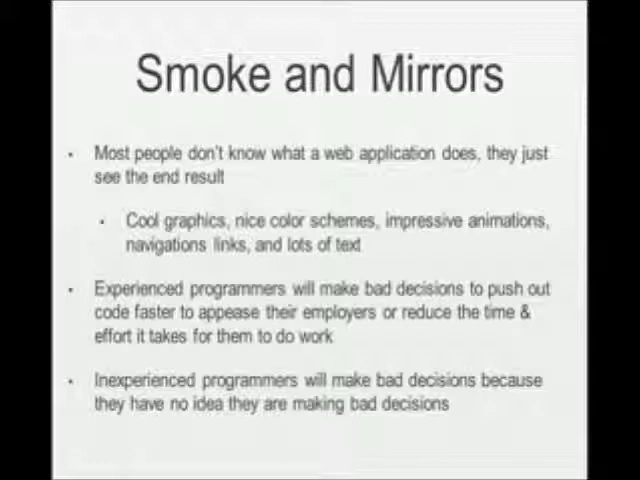 Smoke and Mirrors
• Most people don't know what a web application does, they just
see the end result
• Cool graphics, nice color schemes, impressive animations,
navigations links, and lots of text
• Experienced programmers will make bad decisions to push out
code faster to appease their employers or reduce the time &
effort it takes for them to do work
• Inexperienced programmers will make bad decisions because
they have no idea they are making bad decisions